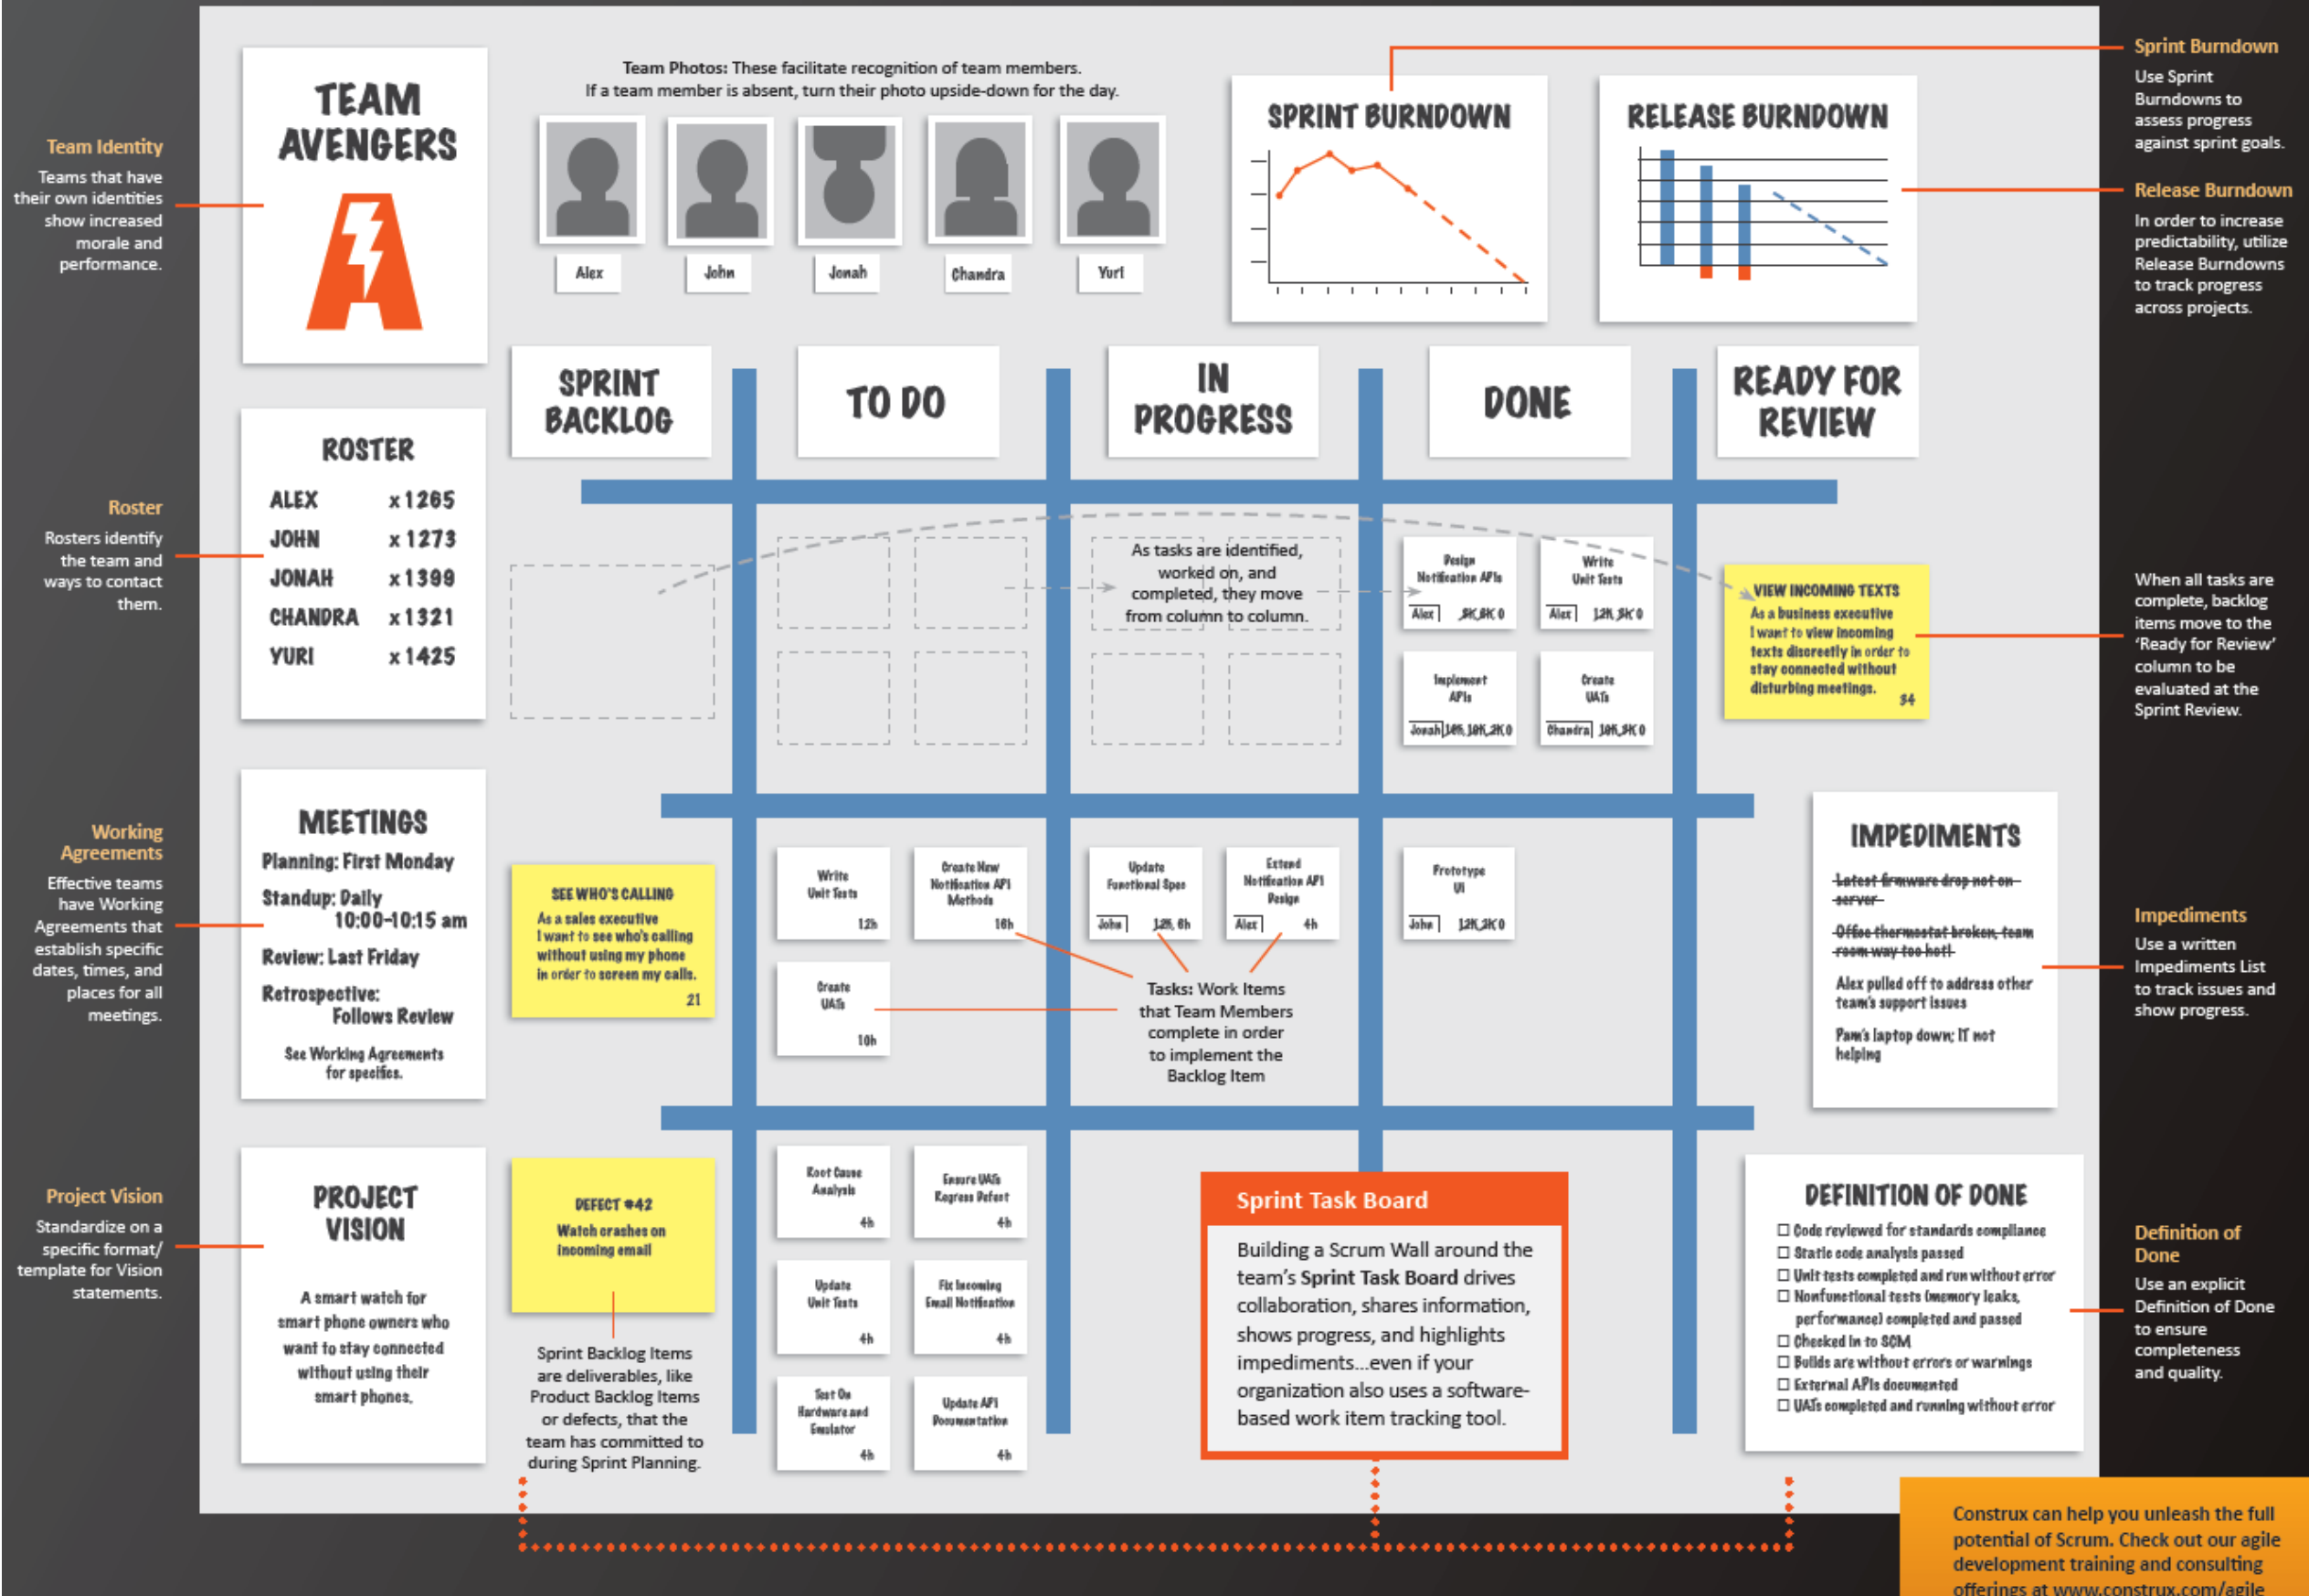 Team Identity
Teams that have
their own identities
show increased
morale and
performance.
TEAM
AVENGERS
Team Photos: These facilitate recognition of team members.
If a team member is absent, turn their photo upside-down for the day.
Alex
John
Jonah
Chandra
Yuri
SPRINT BURNDOWN
RELEASE BURNDOWN
Sprint Burndown
Use Sprint
Burndowns to
assess progress
against sprint goals.
Release Burndown
In order to increase
predictability, utilize
Release Burndowns
to track progress
across projects.
SPRINT
BACKLOG
TO DO
IN
PROGRESS
DONE
READY FOR
REVIEW
Roster
Rosters identify
the team and
ways to contact
them.
ROSTER
ALEX x 1265
JOHN x 1273
JONAH x 1399
CHANDRA x 1321
YURI x 1425
As tasks are identified,
worked on, and
completed, they move
from column to column.
Design
Notification APIs
Alex 0
Write
Unit Tests
Alex 0
Implement
APIs
Jonah 0
Create
UATs
Chandra 0
VIEW INCOMING TEXTS
As a business executive
I want to view incoming
texts discreetly in order to
stay connected without
disturbing meetings.
34
When all tasks are
complete, backlog
items move to the
‘Ready for Review’
column to be
evaluated at the
Sprint Review.
Working
Agreements
Effective teams
have Working
Agreements that
establish specific
dates, times, and
places for all
meetings.
MEETINGS
Planning: First Monday
Standup: Daily
10:00-10:15 am
Review: Last Friday
Retrospective:
Follows Review
See Working Agreements
for specifics.
SEE WHO'S CALLING
As a sales executive
I want to see who's calling
without using my phone
in order to screen my calls.
21
Write
Unit Tests
12h
Create New
Notification API
Methods
16h
Create
UATs
10h
Update
Functional Spec
John 12h, 6h
Extend
Notification API
Design
Alex 4h
Prototype
UI
John 0
Tasks: Work Items
that Team Members
complete in order
to implement the
Backlog Item
IMPEDIMENTS
Latest firmware drop not on
server
Office thermostat broken, team
room way too hot!
Alex pulled off to address other
team's support issues
Pam's laptop down; IT not
helping
Impediments
Use a written
Impediments List
to track issues and
show progress.
Project Vision
Standardize on a
specific format/
template for Vision
statements.
PROJECT
VISION
A smart watch for
smart phone owners who
want to stay connected
without using their
smart phones.
DEFECT #42
Watch crashes on
incoming email
Sprint Backlog Items
are deliverables, like
Product Backlog Items
or defects, that the
team has committed to
during Sprint Planning.
Root Cause
Analysis
4h
Ensure UATs
Regress Defect
4h
Update
Unit Tests
4h
Fix Incoming
Email Notification
4h
Test On
Hardware and
Emulator
4h
Update API
Documentation
4h
Sprint Task Board
Building a Scrum Wall around the
team’s Sprint Task Board drives
collaboration, shares information,
shows progress, and highlights
impediments...even if your
organization also uses a software-
based work item tracking tool.
DEFINITION OF DONE
Code reviewed for standards compliance
Static code analysis passed
Unit tests completed and run without error
Nonfunctional tests (memory leaks,
performance) completed and passed
Checked in to SCM
Builds are without errors or warnings
External APIs documented
UATs completed and running without error
Definition of
Done
Use an explicit
Definition of Done
to ensure
completeness
and quality.
Construx can help you unleash the full
potential of Scrum. Check out our agile
development training and consulting
offerings at www.construx.com/agile